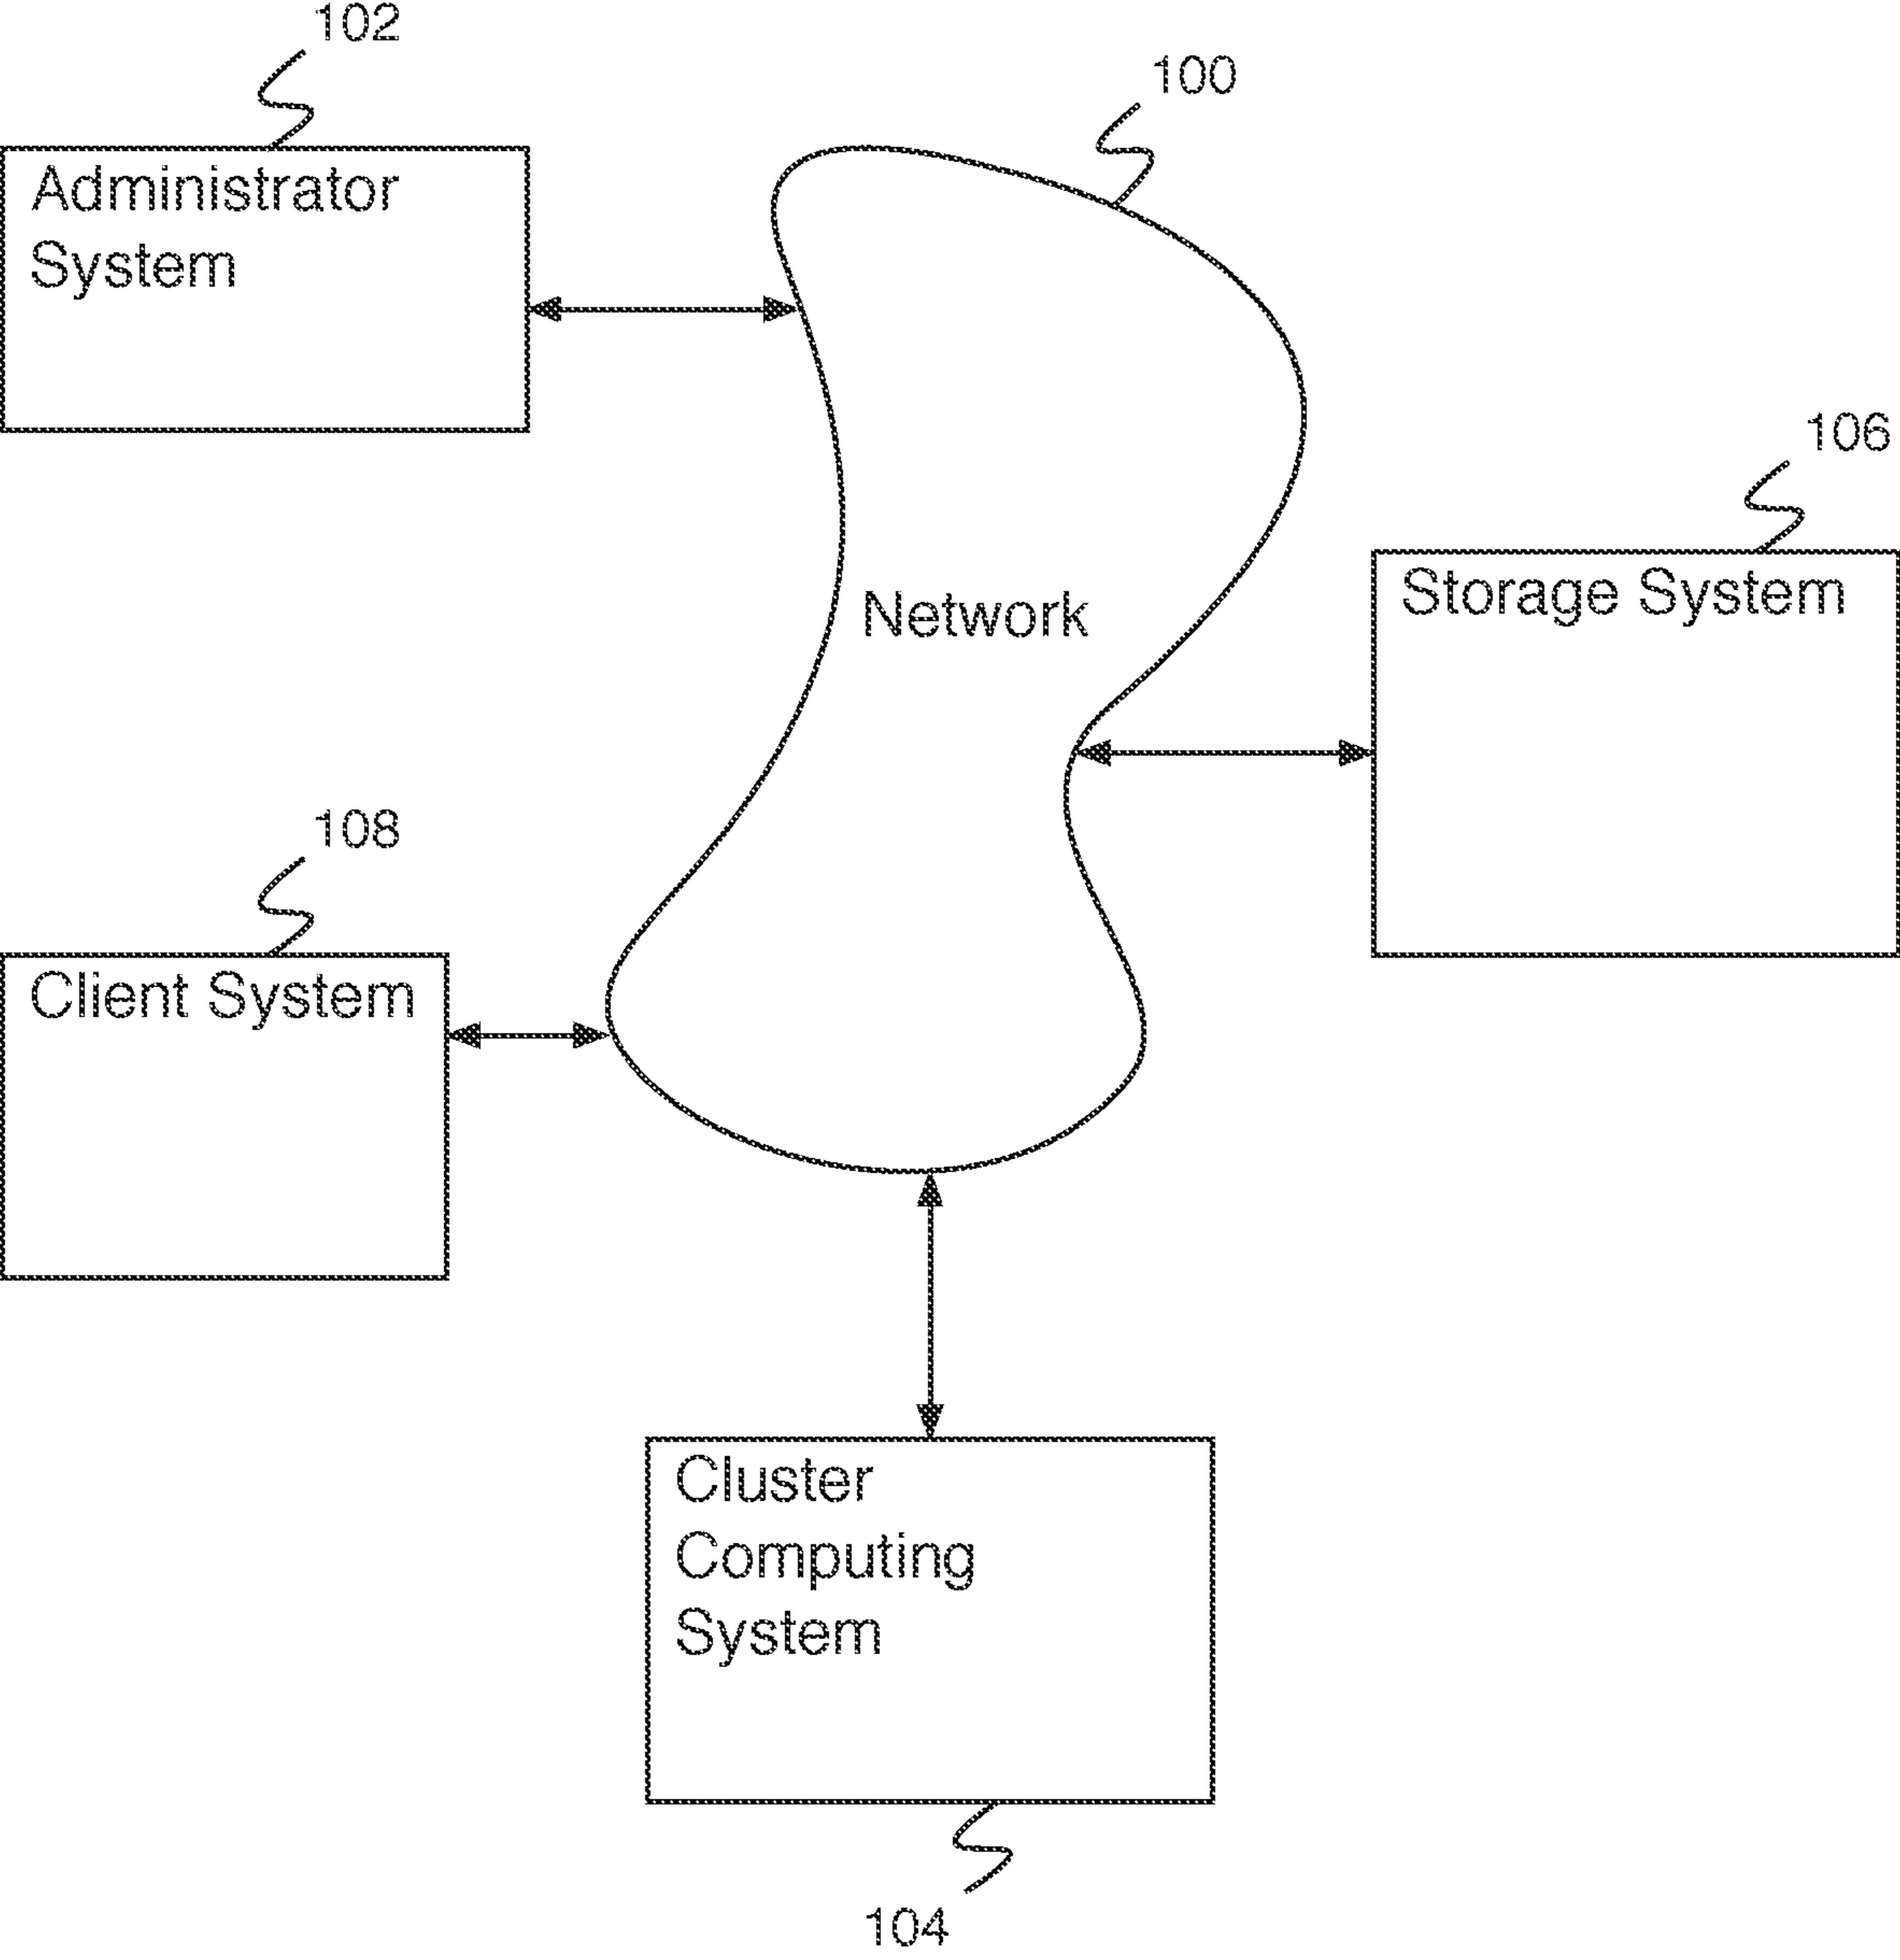 102
100
Administrator
System
106
Network
Storage System
108
Client System
Cluster
Computing
System
104